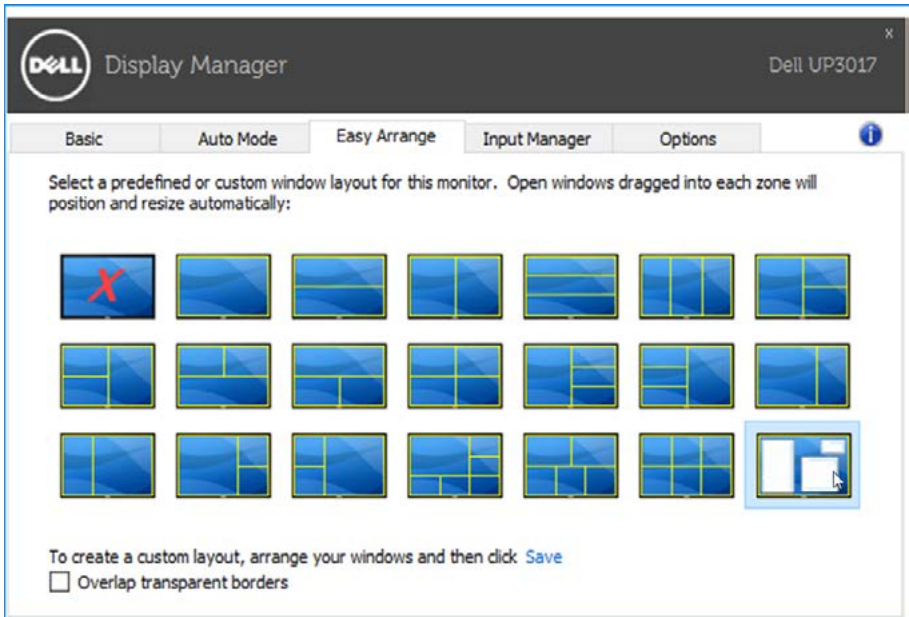 DELL Display Manager
x
Dell UP3017
Basic Auto Mode Easy Arrange Input Manager Options
i
Select a predefined or custom window layout for this monitor. Open windows dragged into each zone will
position and resize automatically:
X
To create a custom layout, arrange your windows and then click Save
Overlap transparent borders